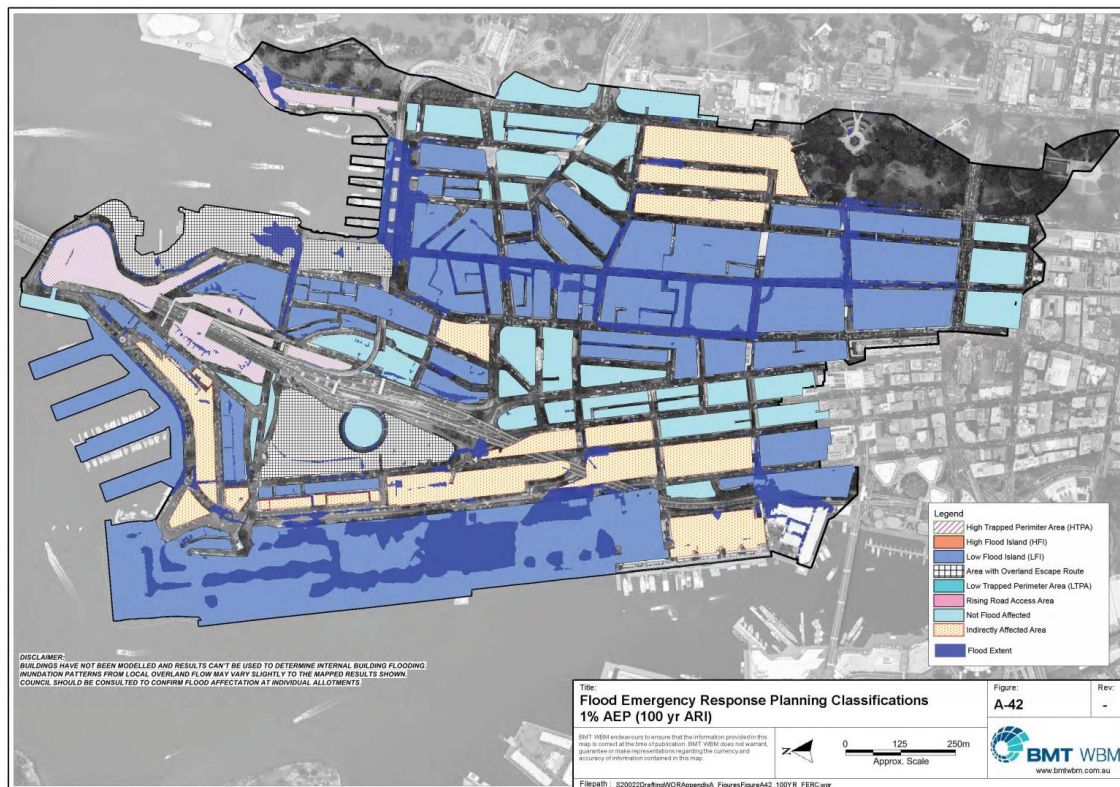 Legend
High Trapped Perimiter Area (HTPA)
High Flood Island (HFI)
Low Flood Island (LFI)
Area with Overland Escape Route
Low Trapped Perimeter Area (LTPA)
Rising Road Access Area
Not Flood Affected
Indirectly Affected Area
Flood Extent
DISCLAIMER:
BUILDINGS HAVE NOT BEEN MODELLED AND RESULTS CAN'T BE USED TO DETERMINE INTERNAL BUILDING FLOODING.
INUNDATION PATTERNS FROM LOCAL OVERLAND FLOW MAY VARY SLIGHTLY TO THE MAPPED RESULTS SHOWN.
COUNCIL SHOULD BE CONSULTED TO CONFIRM FLOOD AFFECTATION AT INDIVIDUAL ALLOTMENTS.
Title:
Flood Emergency Response Planning Classifications
1% AEP (100 yr ARI)
Figure:
A-42
Rev:
-
BMT WBM endeavours to ensure that the information provided in this
map is correct at the time of publication. BMT WBM does not warrant,
guarantee or make representations regarding the currency and
accuracy of information contained in this map.
N
0 125 250m
Approx. Scale
BMT WBM
www.bmtwbm.com.au
Filepath :